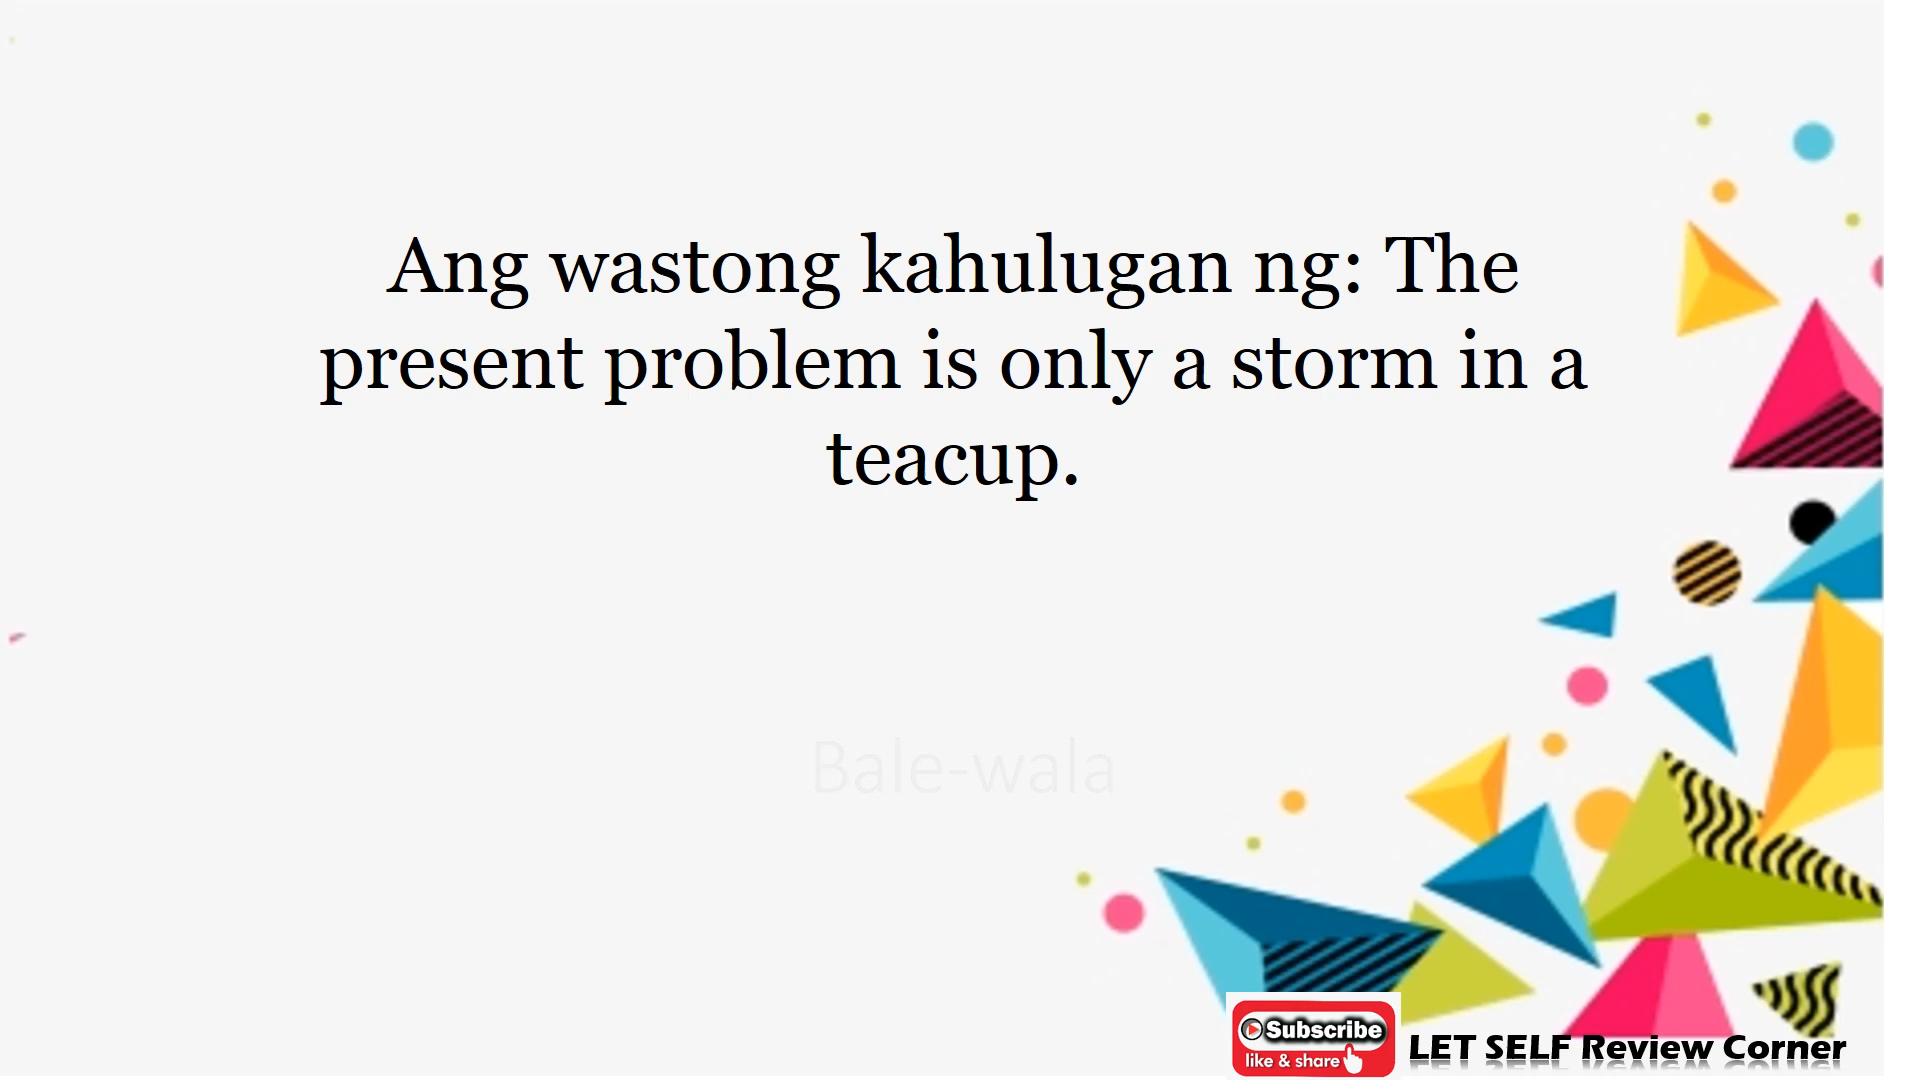 Ang wastong kahulugan ng: The
present problem is only a storm in a
teacup.
Bale-wala
Subscribe
like & share
LET SELF Review Corner